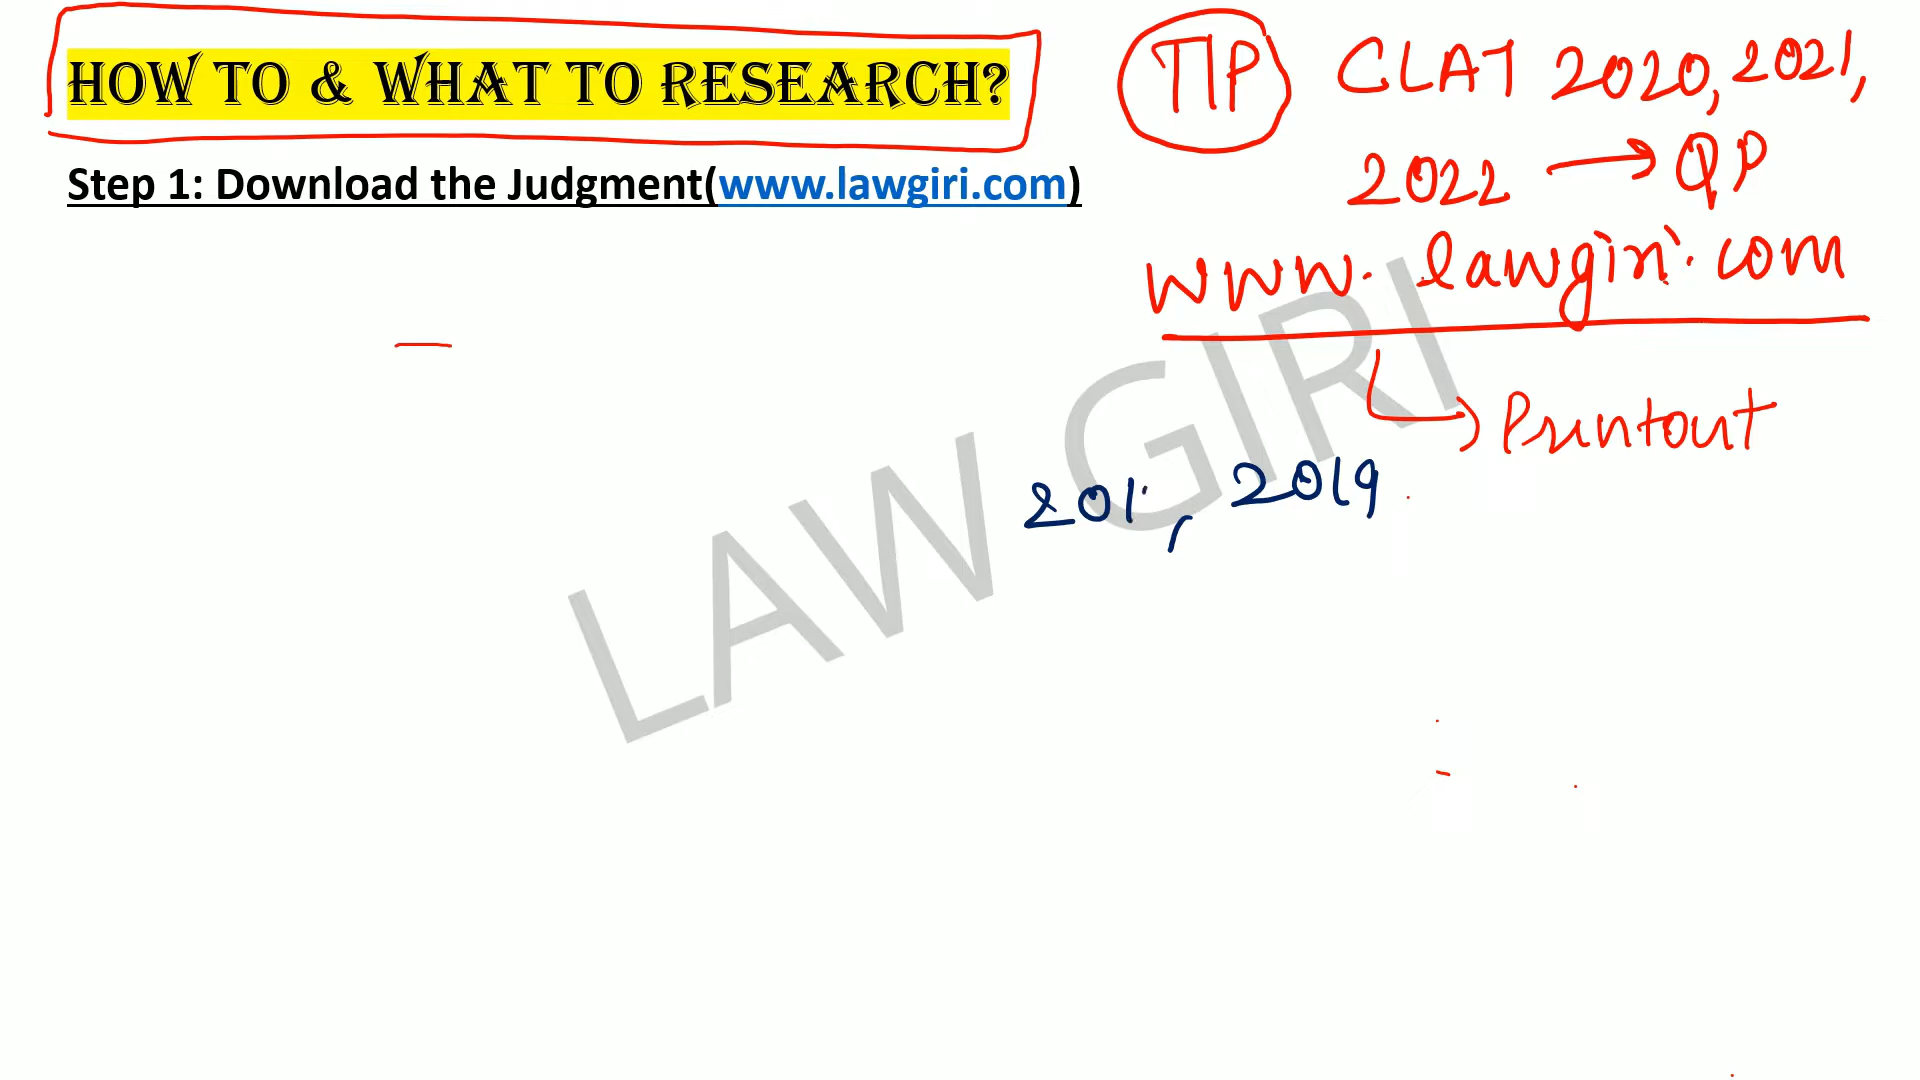 HOW TO & WHAT TO RESEARCH?
Step 1: Download the Judgment(www.lawgiri.com)
TIP CLAT 2020, 2021,
2022 → QP
www.lawgiri.com
Printout
201, 2019
LAW GIRI